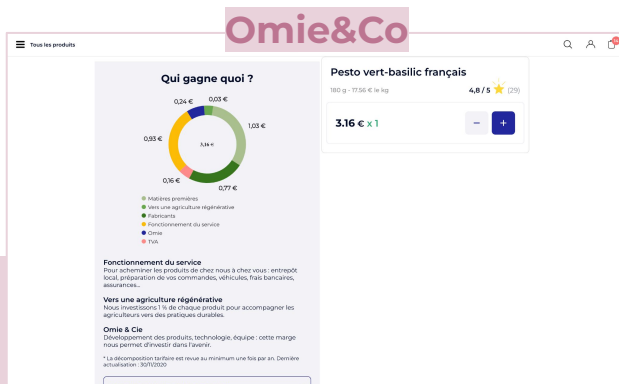 Omie&Co
Tous les produits
Qui gagne quoi ?
0,24 €
0,03 €
1,03 €
0,93 €
3,16 €
0,16 €
0,77 €
Matières premières
Vers une agriculture régénérative
Fabricants
Fonctionnement du service
Omie
TVA
Fonctionnement du service
Pour acheminer les produits de chez nous à chez vous : entrepôt
local, préparation de vos commandes, véhicules, frais bancaires,
assurances...
Vers une agriculture régénérative
Nous investissons 1 % de chaque produit pour accompagner les
agriculteurs vers des pratiques durables.
Omie & Cie
Développement des produits, technologie, équipe : cette marge
nous permet d'investir dans l'avenir.
* La décomposition tarifaire est revue au minimum une fois par an. Dernière
actualisation : 30/11/2020
Pesto vert-basilic français
180 g - 17.56 € le kg
4,8 / 5 (29)
3.16 € x 1
− +